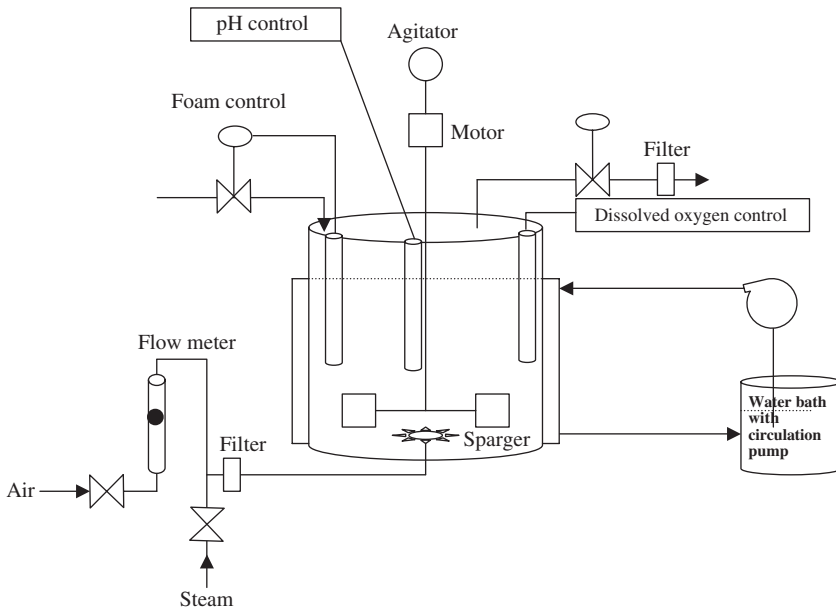 pH control
Agitator
Foam control
Motor
Filter
Dissolved oxygen control
Flow meter
Water bath
with
circulation
pump
Filter
Sparger
Air
Steam